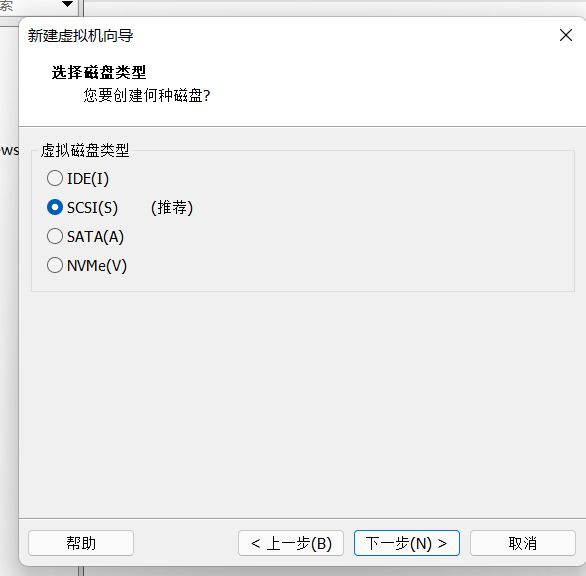 索
新建虚拟机向导
选择磁盘类型
您要创建何种磁盘?
ws
虚拟磁盘类型
IDE(I)
SCSI(S) (推荐)
SATA(A)
NVMe(V)
帮助
< 上一步(B)
下一步(N) >
取消